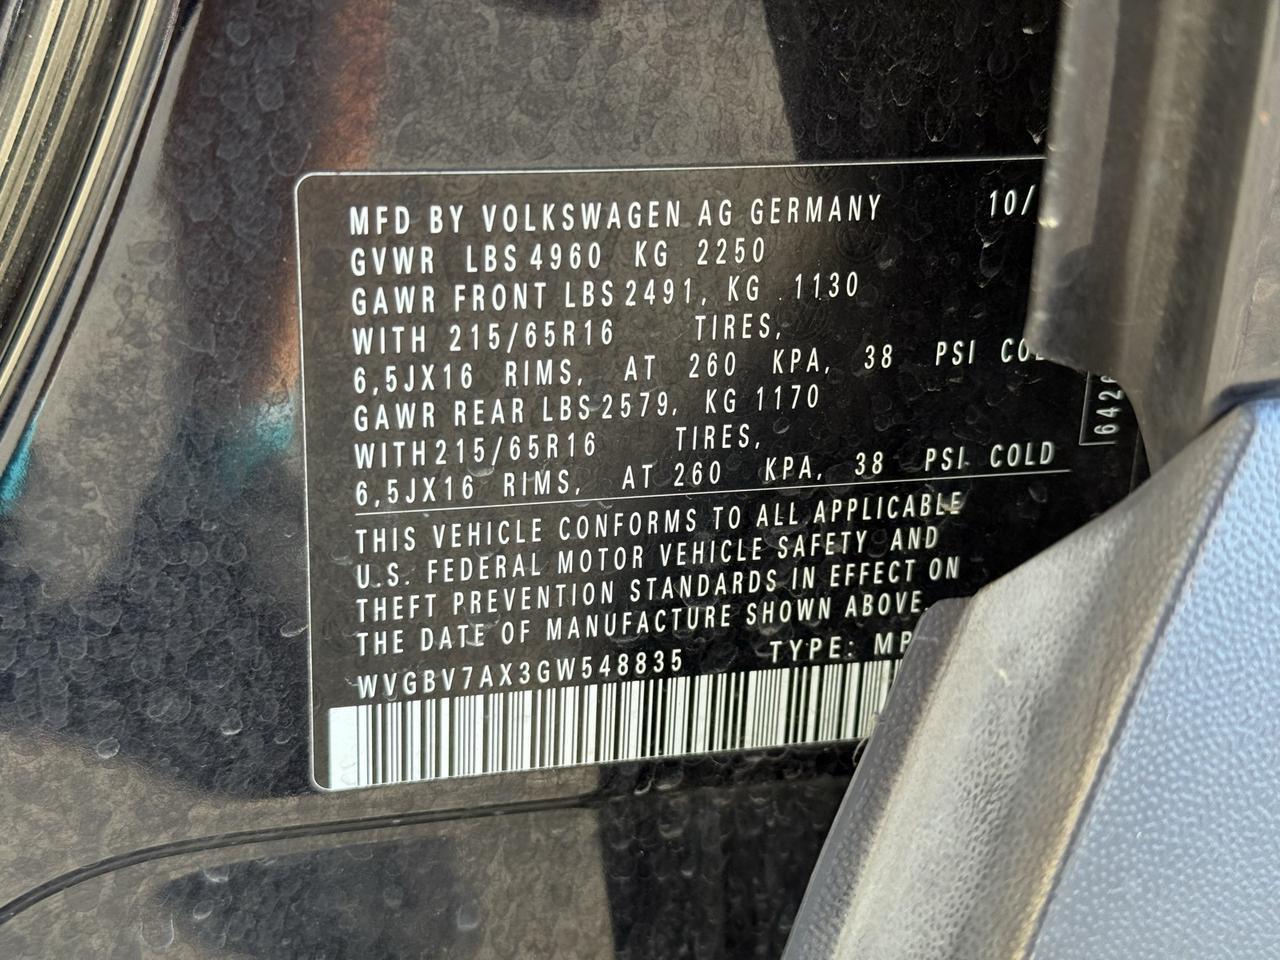 MFD BY VOLKSWAGEN AG GERMANY 10/
GVWR LBS 4960 KG 2250
GAWR FRONT LBS 2491, KG 1130
WITH 215/65R16 TIRES,
6,5JX16 RIMS, AT 260 KPA, 38 PSI
GAWR REAR LBS 2579, KG 1170
WITH 215/65R16 TIRES,
6,5JX16 RIMS, AT 260 KPA, 38 PSI COLD
THIS VEHICLE CONFORMS TO ALL APPLICABLE
U.S. FEDERAL MOTOR VEHICLE SAFETY AND
THEFT PREVENTION STANDARDS IN EFFECT ON
THE DATE OF MANUFACTURE SHOWN ABOVE.
WVGBV7AX3GW548835 TYPE: